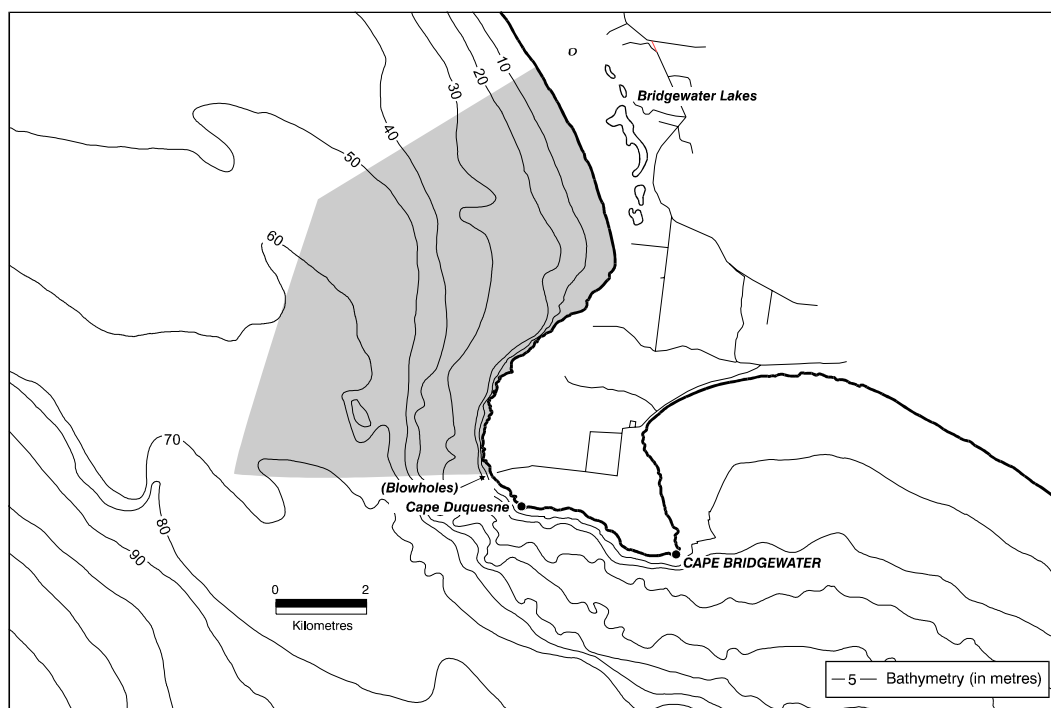 10
20
30
40
50
60
70
80
90
Bridgewater Lakes
(Blowholes)
Cape Duquesne
CAPE BRIDGEWATER
0 2
Kilometres
5 Bathymetry (in metres)